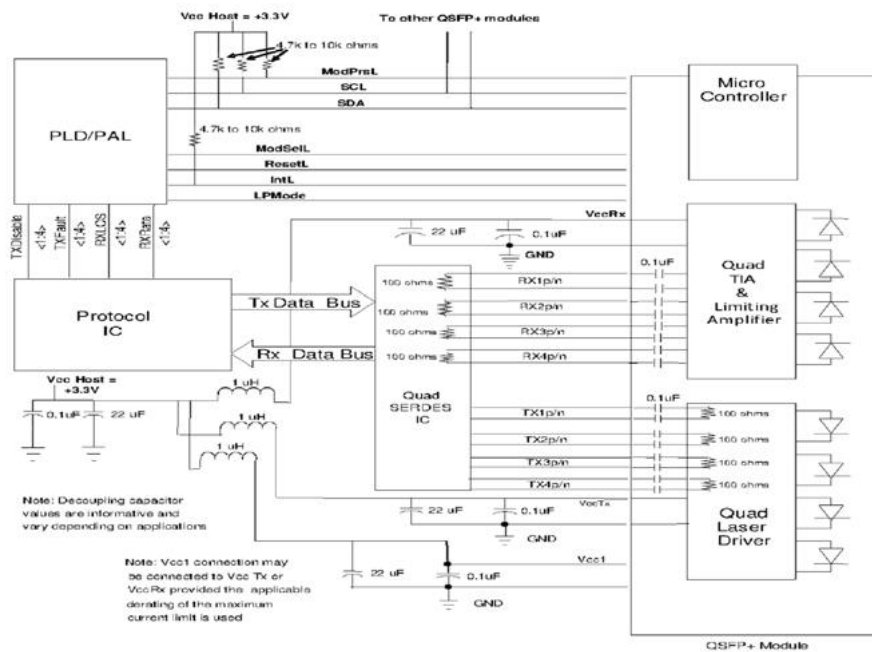 Vcc Host = +3.3V
To other QSFP+ modules
4.7k to 10k ohms
ModPrsL
SCL
SDA
Micro
Controller
PLD/PAL
4.7k to 10k ohms
ModSelL
ResetL
IntL
LPMode
TXDisable
<1:4>
TXFault
<1:4>
RXLOS
<1:4>
RXRate
<1:4>
VccRx
22 uF
0.1uF
GND
Quad
TIA
&
Limiting
Amplifier
0.1uF
Protocol
IC
Tx Data Bus
Rx Data Bus
100 ohms
100 ohms
100 ohms
100 ohms
RX1p/n
RX2p/n
RX3p/n
RX4p/n
Quad
SERDES
IC
Vcc Host =
+3.3V
0.1uF
22 uF
1 uH
1 uH
1 uH
0.1uF
TX1p/n
TX2p/n
TX3p/n
TX4p/n
100 ohms
100 ohms
100 ohms
100 ohms
Quad
Laser
Driver
VccTx
22 uF
0.1uF
GND
Note: Decoupling capacitor
values are informative and
vary depending on applications
Vcc1
22 uF
0.1uF
GND
Note: Vcc1 connection may
be connected to Vcc Tx or
VccRx provided the applicable
derating of the maximum
current limit is used
QSFP+ Module